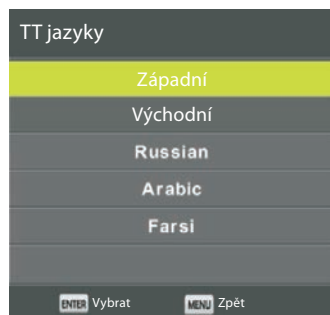 TT jazyky
Západní
Východní
Russian
Arabic
Farsi
ENTER Vybrat MENU Zpět